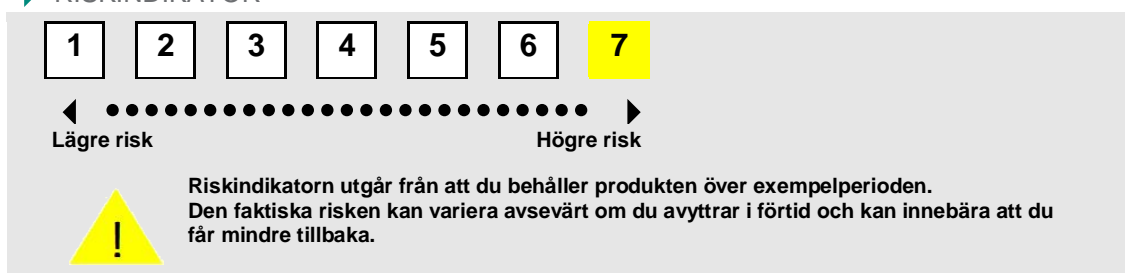 RISKINDIKATOR
1 2 3 4 5 6 7
Lägre risk Högre risk
Riskindikatorn utgår från att du behåller produkten över exempelperioden.
Den faktiska risken kan variera avsevärt om du avyttrar i förtid och kan innebära att du
får mindre tillbaka.
!